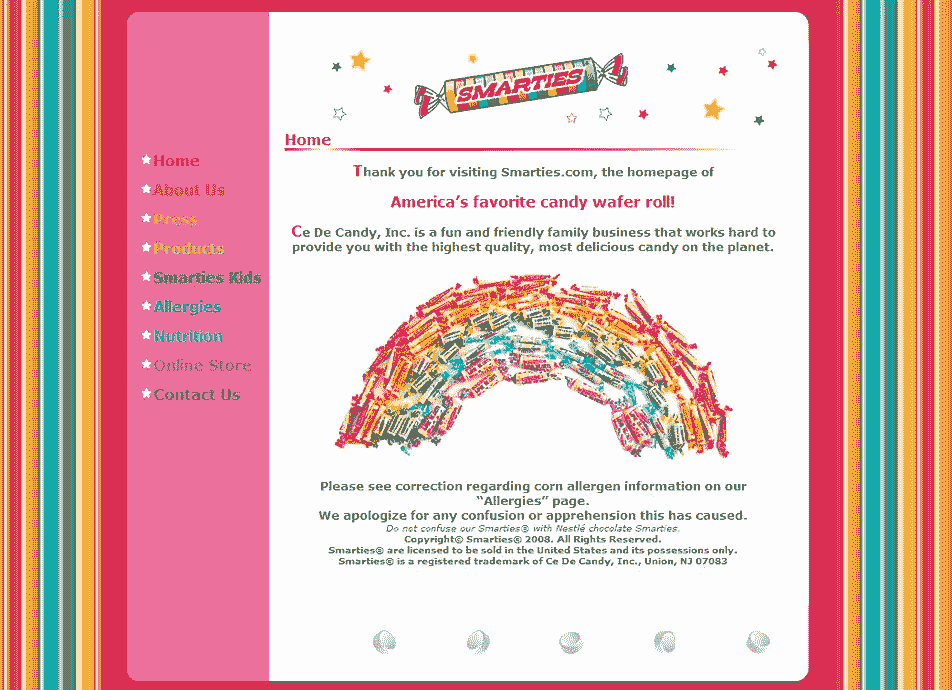 SMARTIES
Home
Home
About Us
Press
Products
Smarties Kids
Allergies
Nutrition
Online Store
Contact Us
Thank you for visiting Smarties.com, the homepage of
America's favorite candy wafer roll!
Ce De Candy, Inc. is a fun and friendly family business that works hard to
provide you with the highest quality, most delicious candy on the planet.
Please see correction regarding corn allergen information on our
“Allergies” page.
We apologize for any confusion or apprehension this has caused.
Do not confuse our Smarties® with Nestlé chocolate Smarties.
Copyright© Smarties® 2008. All Rights Reserved.
Smarties® are licensed to be sold in the United States and its possessions only.
Smarties® is a registered trademark of Ce De Candy, Inc., Union, NJ 07083